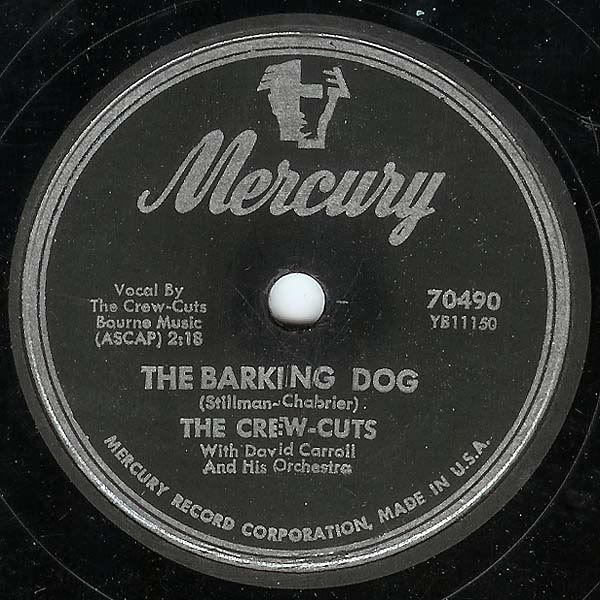 Mercury
Vocal By
The Crew-Cuts
Bourne Music
(ASCAP) 2:18
70490
YB11150
THE BARKING DOG
(Stillman-Chabrier)
THE CREW-CUTS
With David Carroll
And His Orchestra
MERCURY RECORD CORPORATION, MADE IN U.S.A.